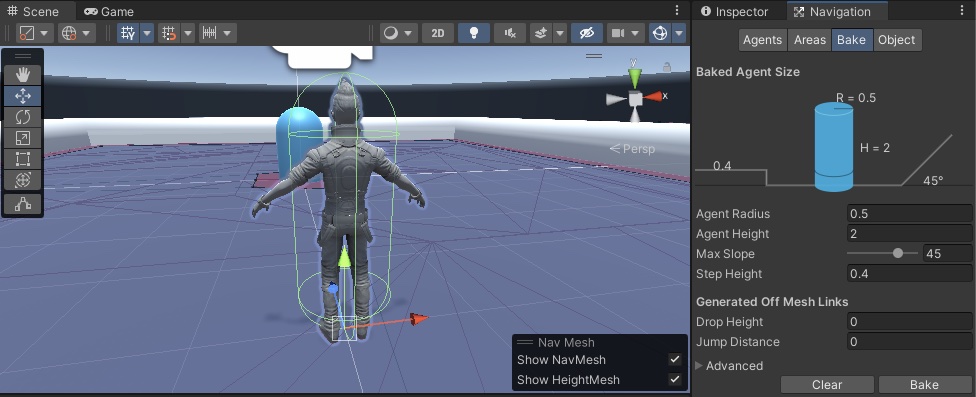 Scene Game
2D
y
x
Persp
Nav Mesh
Show NavMesh
Show HeightMesh
Inspector Navigation
Agents Areas Bake Object
Baked Agent Size
R = 0.5
H = 2
0.4
45°
Agent Radius 0.5
Agent Height 2
Max Slope 45
Step Height 0.4
Generated Off Mesh Links
Drop Height 0
Jump Distance 0
Advanced
Clear Bake